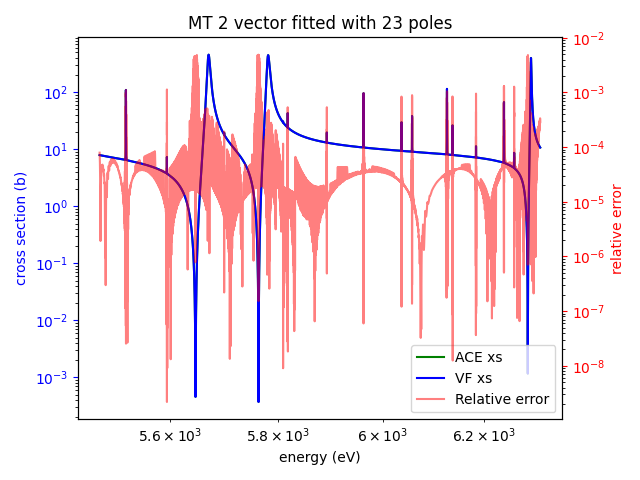 MT 2 vector fitted with 23 poles
10²
10¹
10⁰
10⁻¹
10⁻²
10⁻³
cross section (b)
10⁻²
10⁻³
10⁻⁴
10⁻⁵
10⁻⁶
10⁻⁷
10⁻⁸
relative error
ACE xs
VF xs
Relative error
5.6 × 10³ 5.8 × 10³ 6 × 10³ 6.2 × 10³
energy (eV)